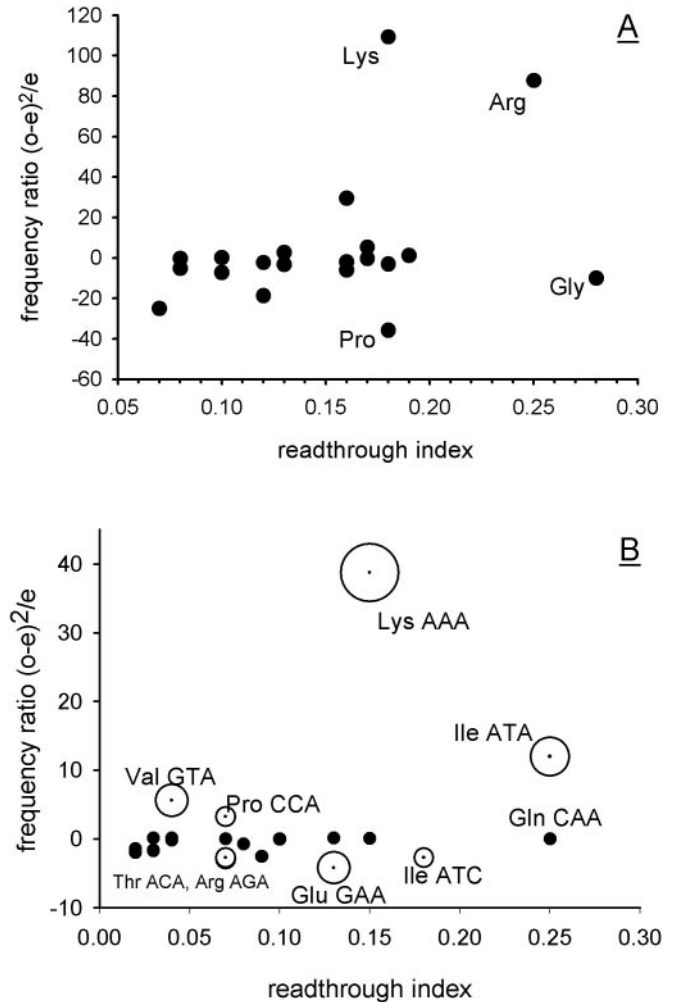 A
120
100
80
60
40
20
0
-20
-40
-60
frequency ratio (o-e)²/e
Lys
Arg
Gly
Pro
0.05 0.10 0.15 0.20 0.25 0.30
readthrough index
B
40
30
20
10
0
-10
frequency ratio (o-e)²/e
Lys AAA
Ile ATA
Val GTA
Pro CCA
Gln CAA
Thr ACA, Arg AGA
Glu GAA
Ile ATC
0.00 0.05 0.10 0.15 0.20 0.25 0.30
readthrough index